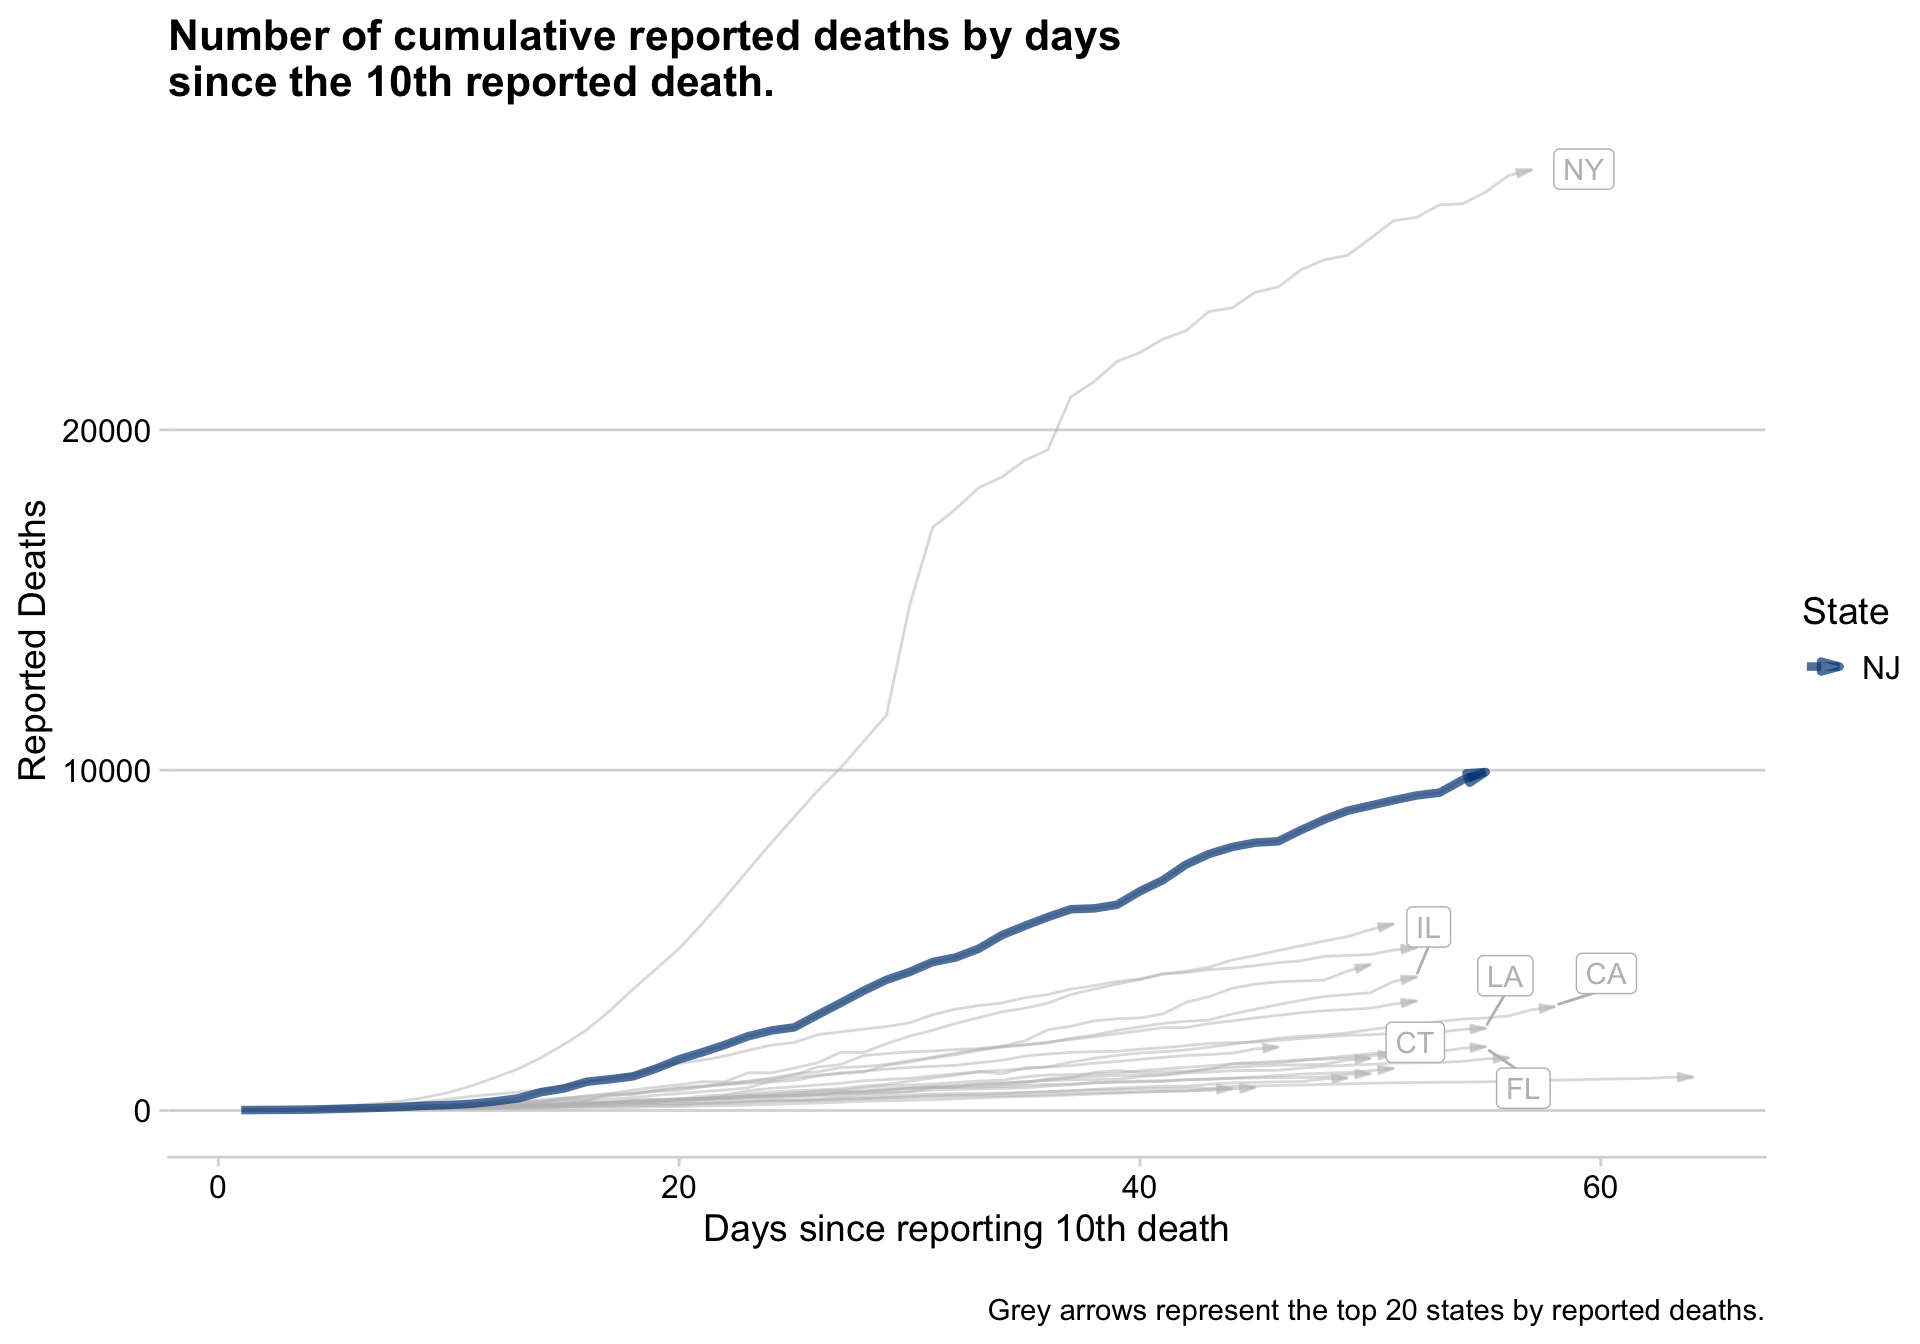 Number of cumulative reported deaths by days
since the 10th reported death.
NY
20000
Reported Deaths
State
NJ
10000
IL
LA
CA
CT
FL
0
0
20
40
60
Days since reporting 10th death
Grey arrows represent the top 20 states by reported deaths.